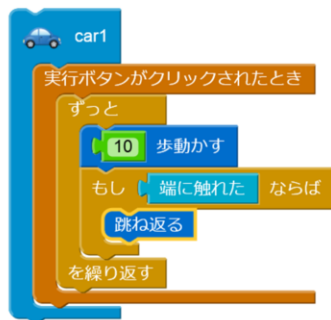 car1
実行ボタンがクリックされたとき
ずっと
10 歩動かす
もし 端に触れた ならば
跳ね返る
を繰り返す